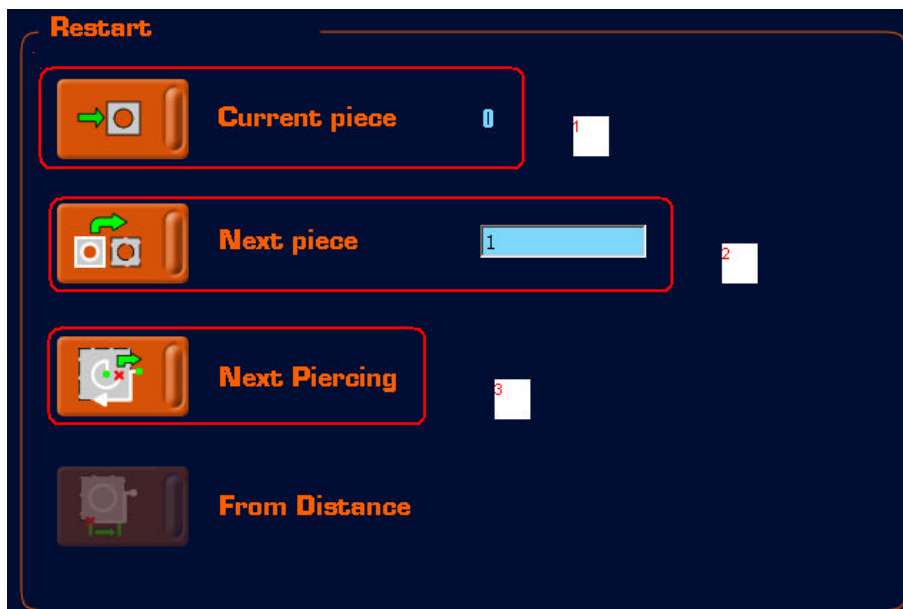 Restart
Current piece 0
1
Next piece 1
2
Next Piercing
3
From Distance